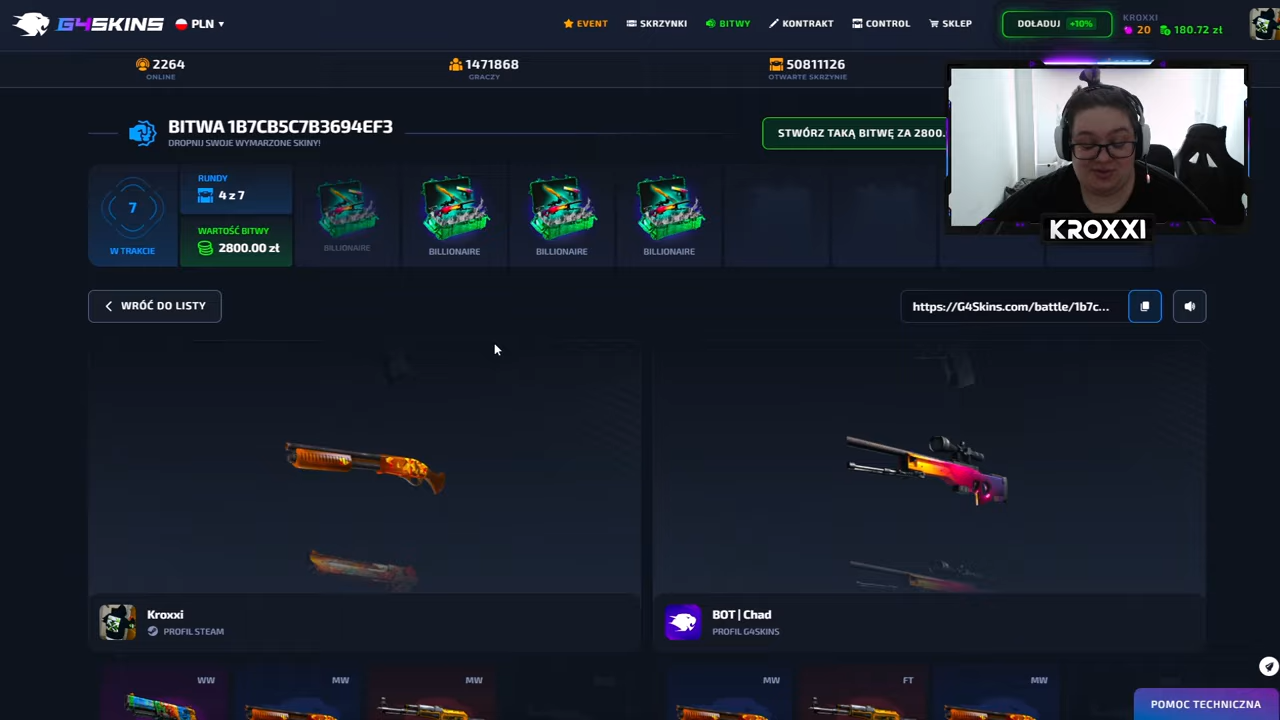 G4SKINS
PLN
EVENT
SKRZYNKI
BITWY
KONTRAKT
CONTROL
SKLEP
DOŁADUJ +10%
KROXXI
20 180.72 zł
2264
ONLINE
1471868
GRACZY
50811126
OTWARTE SKRZYNIE
BITWA 1B7CB5C7B3694EF3
DROPNIJ SWOJE WYMARZONE SKINY!
STWÓRZ TAKĄ BITWĘ ZA 2800.
KROXXI
7
W TRAKCIE
RUNDY
4 z 7
WARTOŚĆ BITWY
2800.00 zł
BILLIONAIRE
BILLIONAIRE
BILLIONAIRE
BILLIONAIRE
WRÓĆ DO LISTY
https://G4Skins.com/battle/1b7c...
Kroxxi
PROFIL STEAM
BOT | Chad
PROFIL G4SKINS
WW
MW
MW
MW
FT
MW
POMOC TECHNICZNA